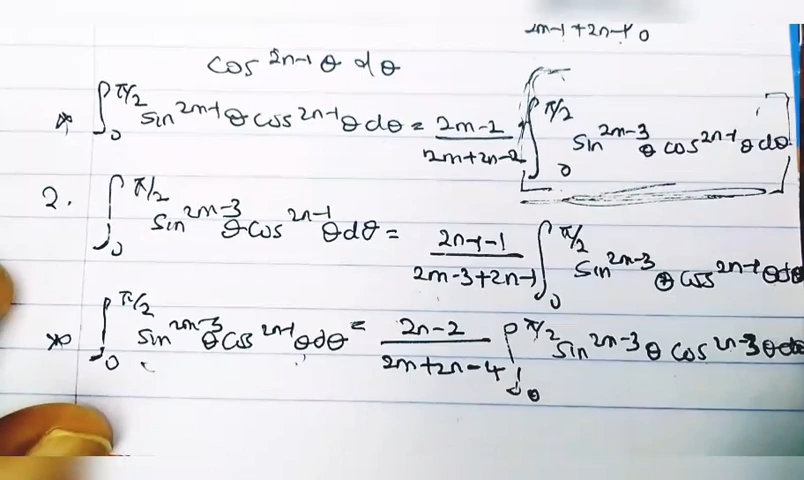 2m-1+2n-1 0
cos^{2n-1} θ dθ
* ∫_0^{π/2} sin^{2m-1} θ cos^{2n-1} θ dθ = \frac{2m-2}{2m+2n-2} [ ∫_0^{π/2} sin^{2m-3} θ cos^{2n-1} θ dθ ]
2. ∫_0^{π/2} sin^{2m-3} θ cos^{2n-1} θ dθ = \frac{2n-1-1}{2m-3+2n-1} ∫_0^{π/2} sin^{2m-3} θ cos^{2n-1} θ dθ
* ∫_0^{π/2} sin^{2m-3} θ cos^{2n-1} θ dθ = \frac{2n-2}{2m+2n-4} ∫_0^{π/2} sin^{2m-3} θ cos^{2n-3} θ dθ